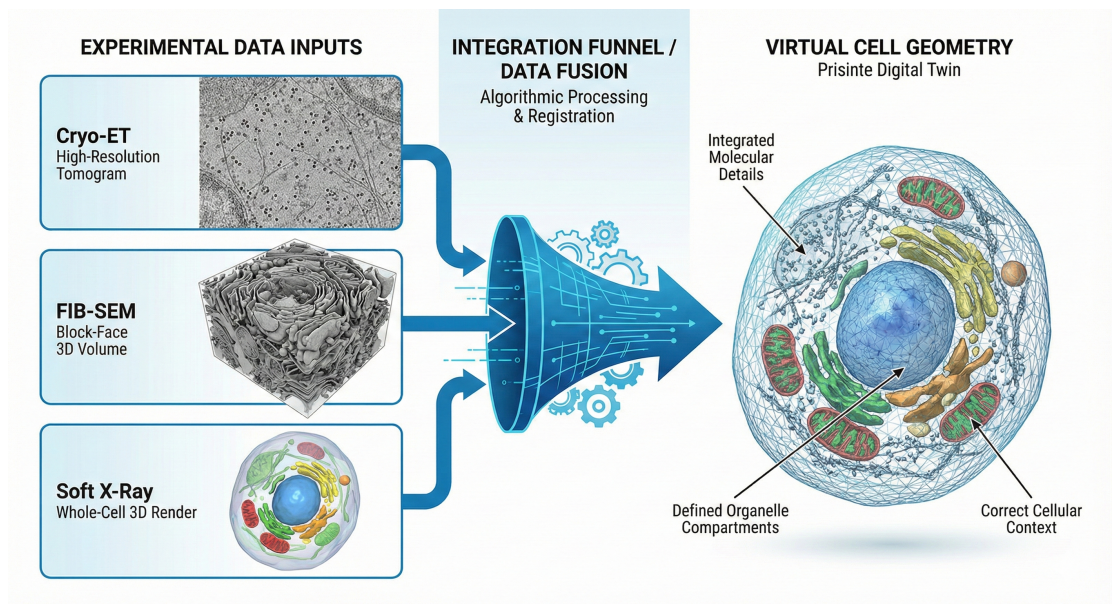 EXPERIMENTAL DATA INPUTS
Cryo-ET
High-Resolution
Tomogram
FIB-SEM
Block-Face
3D Volume
Soft X-Ray
Whole-Cell 3D Render
INTEGRATION FUNNEL /
DATA FUSION
Algorithmic Processing
& Registration
VIRTUAL CELL GEOMETRY
Prisinte Digital Twin
Integrated
Molecular
Details
Defined Organelle
Compartments
Correct Cellular
Context